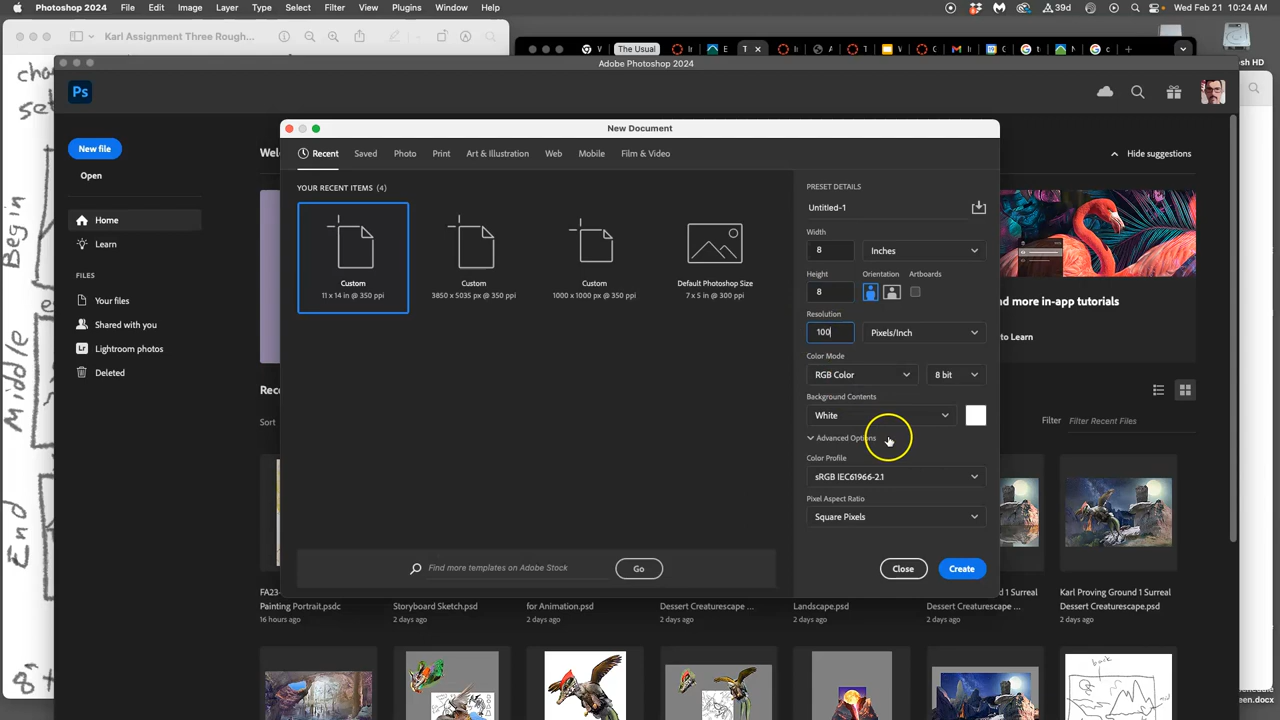 Photoshop 2024 File Edit Image Layer Type Select Filter View Plugins Window Help 39d Wed Feb 21 10:24 AM
Karl Assignment Three Rough...
The Usual
Adobe Photoshop 2024
Ps
New file
Open
Home
Learn
FILES
Your files
Shared with you
Lightroom photos
Deleted
Hide suggestions
to Learn
Sort
Filter Filter Recent Files
New Document
Recent Saved Photo Print Art & Illustration Web Mobile Film & Video
YOUR RECENT ITEMS (4)
Custom
11 x 14 in @ 350 ppi
Custom
3850 x 5035 px @ 350 ppi
Custom
1000 x 1000 px @ 350 ppi
Default Photoshop Size
7 x 5 in @ 300 ppi
PRESET DETAILS
Untitled-1
Width
8 Inches
Height Orientation Artboards
8
Resolution
100 Pixels/Inch
Color Mode
RGB Color 8 bit
Background Contents
White
Advanced Options
Color Profile
sRGB IEC61966-2.1
Pixel Aspect Ratio
Square Pixels
Find more templates on Adobe Stock Go
Close Create
Painting Portrait.psdc
16 hours ago
Storyboard Sketch.psd
2 days ago
for Animation.psd
2 days ago
Dessert Creaturescape ...
2 days ago
Landscape.psd
2 days ago
Dessert Creaturescape ...
2 days ago
Karl Proving Ground 1 Surreal
Dessert Creaturescape.psd
2 days ago
Begin
Middle
End
back